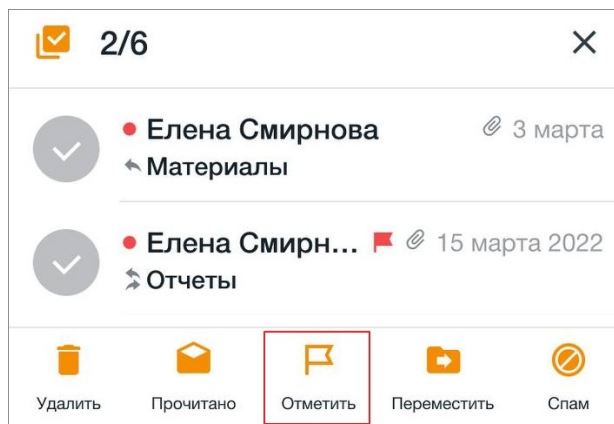 2/6
Елена Смирнова 3 марта
Материалы
Елена Смирн... 15 марта 2022
Отчеты
Удалить Прочитано Отметить Переместить Спам